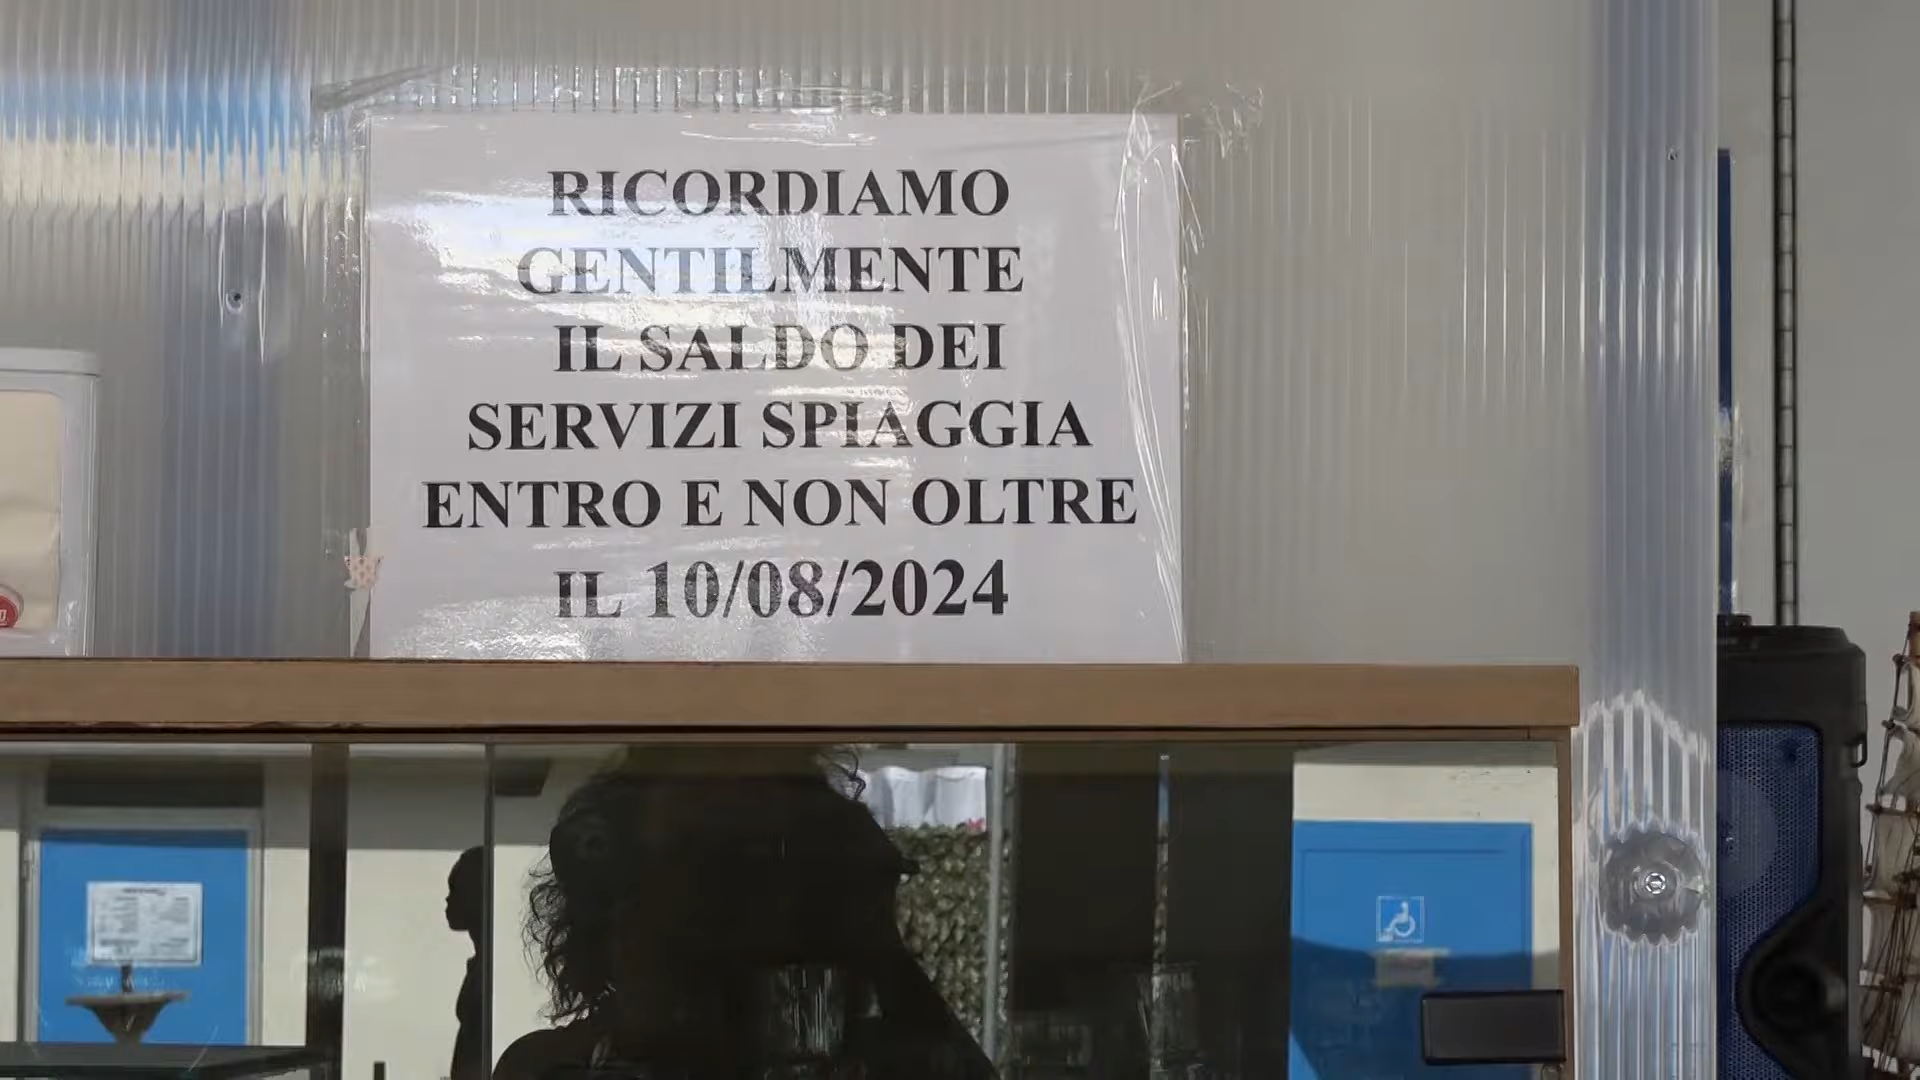 RICORDIAMO
GENTILMENTE
IL SALDO DEI
SERVIZI SPIAGGIA
ENTRO E NON OLTRE
IL 10/08/2024